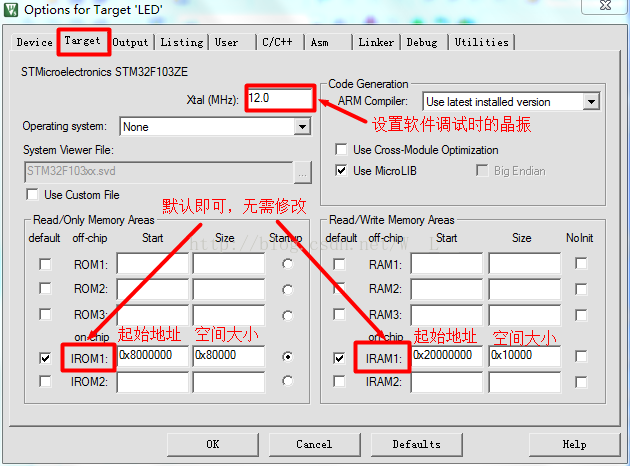 Options for Target 'LED'
Device Target Output Listing User C/C++ Asm Linker Debug Utilities
STMicroelectronics STM32F103ZE
Xtal (MHz): 12.0
Operating system: None
System Viewer File:
STM32F103xx.svd ...
Use Custom File
Code Generation
ARM Compiler: Use latest installed version
设置软件调试时的晶振
Use Cross-Module Optimization
Use MicroLIB Big Endian
默认即可，无需修改
Read/Only Memory Areas
default off-chip Start Size Startup
ROM1:
ROM2:
ROM3:
on-chip 起始地址 空间大小
IROM1: 0x8000000 0x80000
IROM2:
Read/Write Memory Areas
default off-chip Start Size NoInit
RAM1:
RAM2:
RAM3:
on-chip 起始地址 空间大小
IRAM1: 0x20000000 0x10000
IRAM2:
OK Cancel Defaults Help